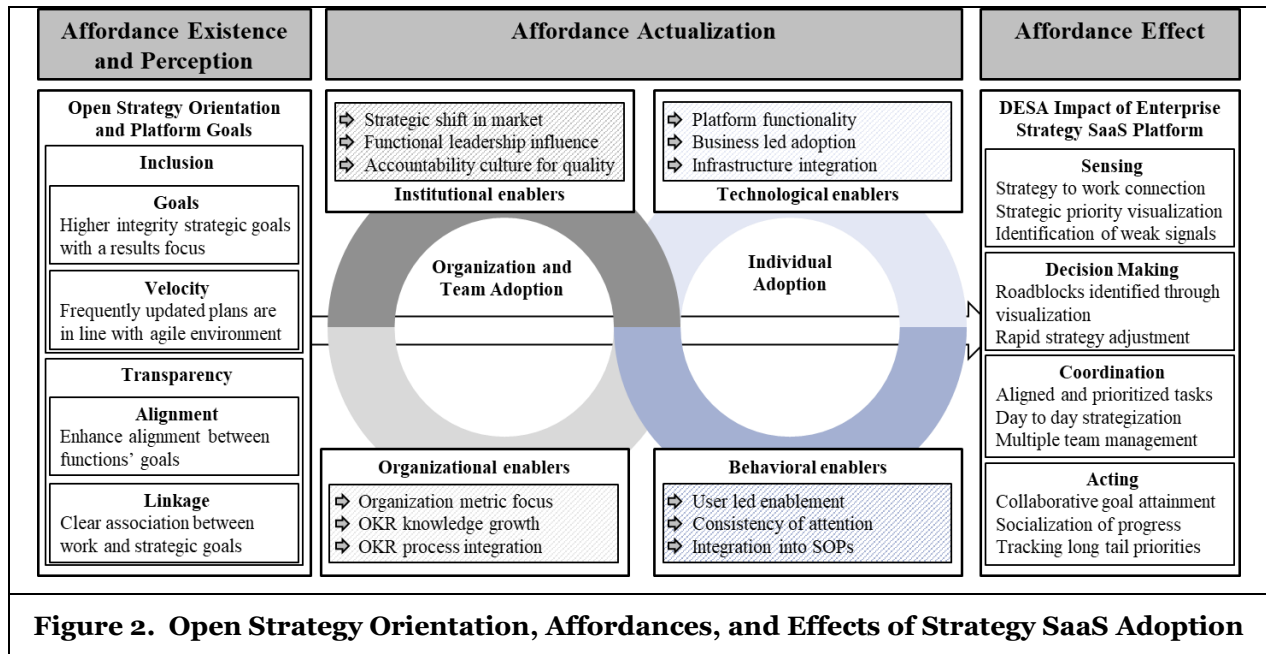 Affordance Existence
and Perception
Open Strategy Orientation
and Platform Goals
Inclusion
Goals
Higher integrity strategic goals
with a results focus
Velocity
Frequently updated plans are
in line with agile environment
Transparency
Alignment
Enhance alignment between
functions’ goals
Linkage
Clear association between
work and strategic goals
Affordance Actualization
Strategic shift in market
Functional leadership influence
Accountability culture for quality
Institutional enablers
Platform functionality
Business led adoption
Infrastructure integration
Technological enablers
Organization and
Team Adoption
Individual
Adoption
Organizational enablers
Organization metric focus
OKR knowledge growth
OKR process integration
Behavioral enablers
User led enablement
Consistency of attention
Integration into SOPs
Affordance Effect
DESA Impact of Enterprise
Strategy SaaS Platform
Sensing
Strategy to work connection
Strategic priority visualization
Identification of weak signals
Decision Making
Roadblocks identified through
visualization
Rapid strategy adjustment
Coordination
Aligned and prioritized tasks
Day to day strategization
Multiple team management
Acting
Collaborative goal attainment
Socialization of progress
Tracking long tail priorities
Figure 2. Open Strategy Orientation, Affordances, and Effects of Strategy SaaS Adoption